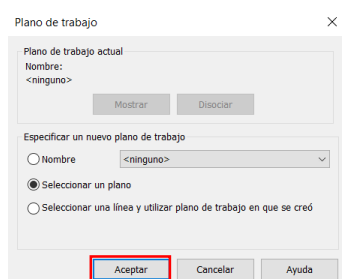 Plano de trabajo
Plano de trabajo actual
Nombre:
<ninguno>
Mostrar Disociar
Especificar un nuevo plano de trabajo
Nombre <ninguno>
Seleccionar un plano
Seleccionar una línea y utilizar plano de trabajo en que se creó
Aceptar Cancelar Ayuda